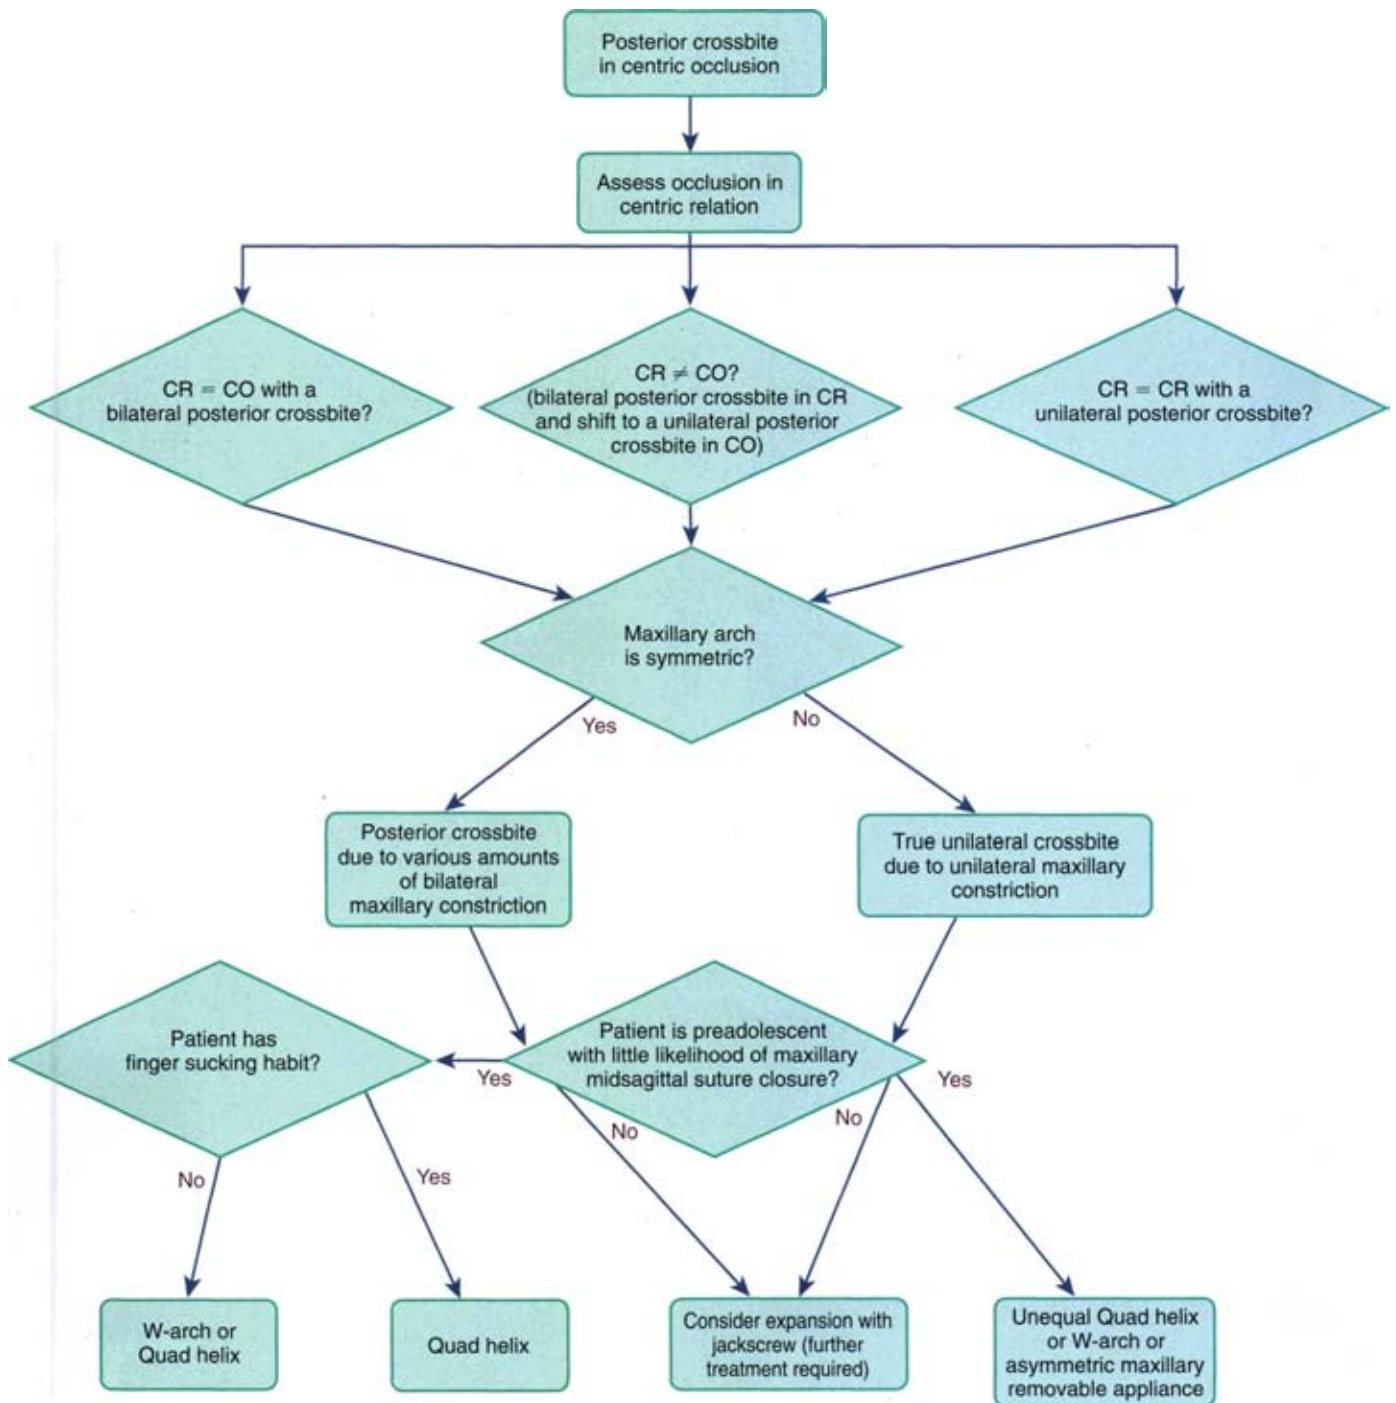 Posterior crossbite
in centric occlusion
Assess occlusion in
centric relation
CR = CO with a
bilateral posterior crossbite?
CR ≠ CO?
(bilateral posterior crossbite in CR
and shift to a unilateral posterior
crossbite in CO)
CR = CR with a
unilateral posterior crossbite?
Maxillary arch
is symmetric?
Yes
No
Posterior crossbite
due to various amounts
of bilateral
maxillary constriction
True unilateral crossbite
due to unilateral maxillary
constriction
Patient has
finger sucking habit?
Patient is preadolescent
with little likelihood of maxillary
midsagittal suture closure?
Yes
Yes
No
No
No
Yes
W-arch or
Quad helix
Quad helix
Consider expansion with
jackscrew (further
treatment required)
Unequal Quad helix
or W-arch or
asymmetric maxillary
removable appliance